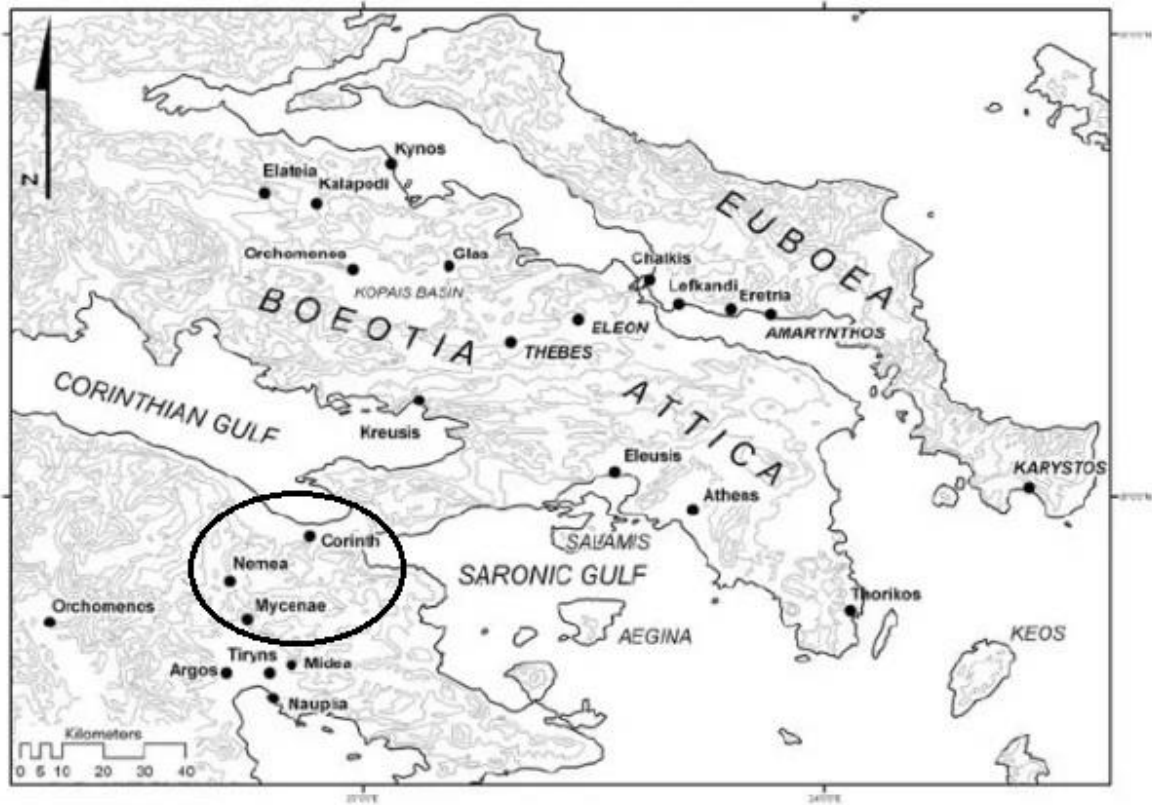 N
Kynos
Elateia
Kalapodi
Orchomenos
Glas
KOPAIS BASIN
EUBOEA
Chalkis
Lefkandi
Eretria
AMARYNTHOS
BOEOTIA
ELEON
THEBES
CORINTHIAN GULF
ATTICA
Kreusis
Eleusis
KARYSTOS
Athens
Corinth
SALAMIS
Nemea
SARONIC GULF
Orchomenos
Mycenae
Thorikos
AEGINA
KEOS
Tiryns
Argos
Midea
Nauplia
Kilometers
0 5 10 20 30 40